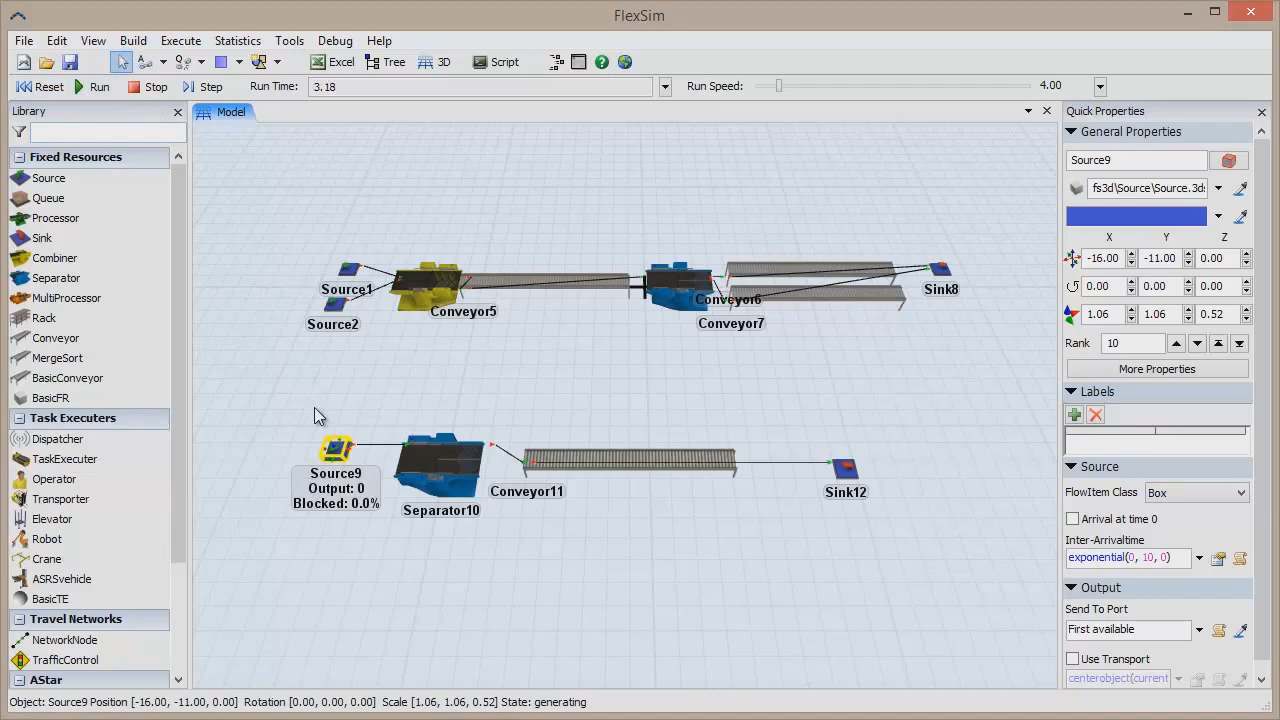 FlexSim
File Edit View Build Execute Statistics Tools Debug Help
Excel Tree 3D Script
Reset Run Stop Step Run Time: 3.18 Run Speed: 4.00
Library
Fixed Resources
Source
Queue
Processor
Sink
Combiner
Separator
MultiProcessor
Rack
Conveyor
MergeSort
BasicConveyor
BasicFR
Task Executers
Dispatcher
TaskExecuter
Operator
Transporter
Elevator
Robot
Crane
ASRSvehicle
BasicTE
Travel Networks
NetworkNode
TrafficControl
AStar
Model
Source1
Source2
Conveyor5
Conveyor6
Conveyor7
Sink8
Source9
Output: 0
Blocked: 0.0%
Separator10
Conveyor11
Sink12
Quick Properties
General Properties
Source9
fs3d\Source\Source.3d
X Y Z
-16.00 -11.00 0.00
0.00 0.00 0.00
1.06 1.06 0.52
Rank 10
More Properties
Labels
Source
FlowItem Class Box
Arrival at time 0
Inter-Arrivaltime
exponential(0, 10, 0)
Output
Send To Port
First available
Use Transport
centerobject(current
Object: Source9 Position [-16.00, -11.00, 0.00] Rotation [0.00, 0.00, 0.00] Scale [1.06, 1.06, 0.52] State: generating